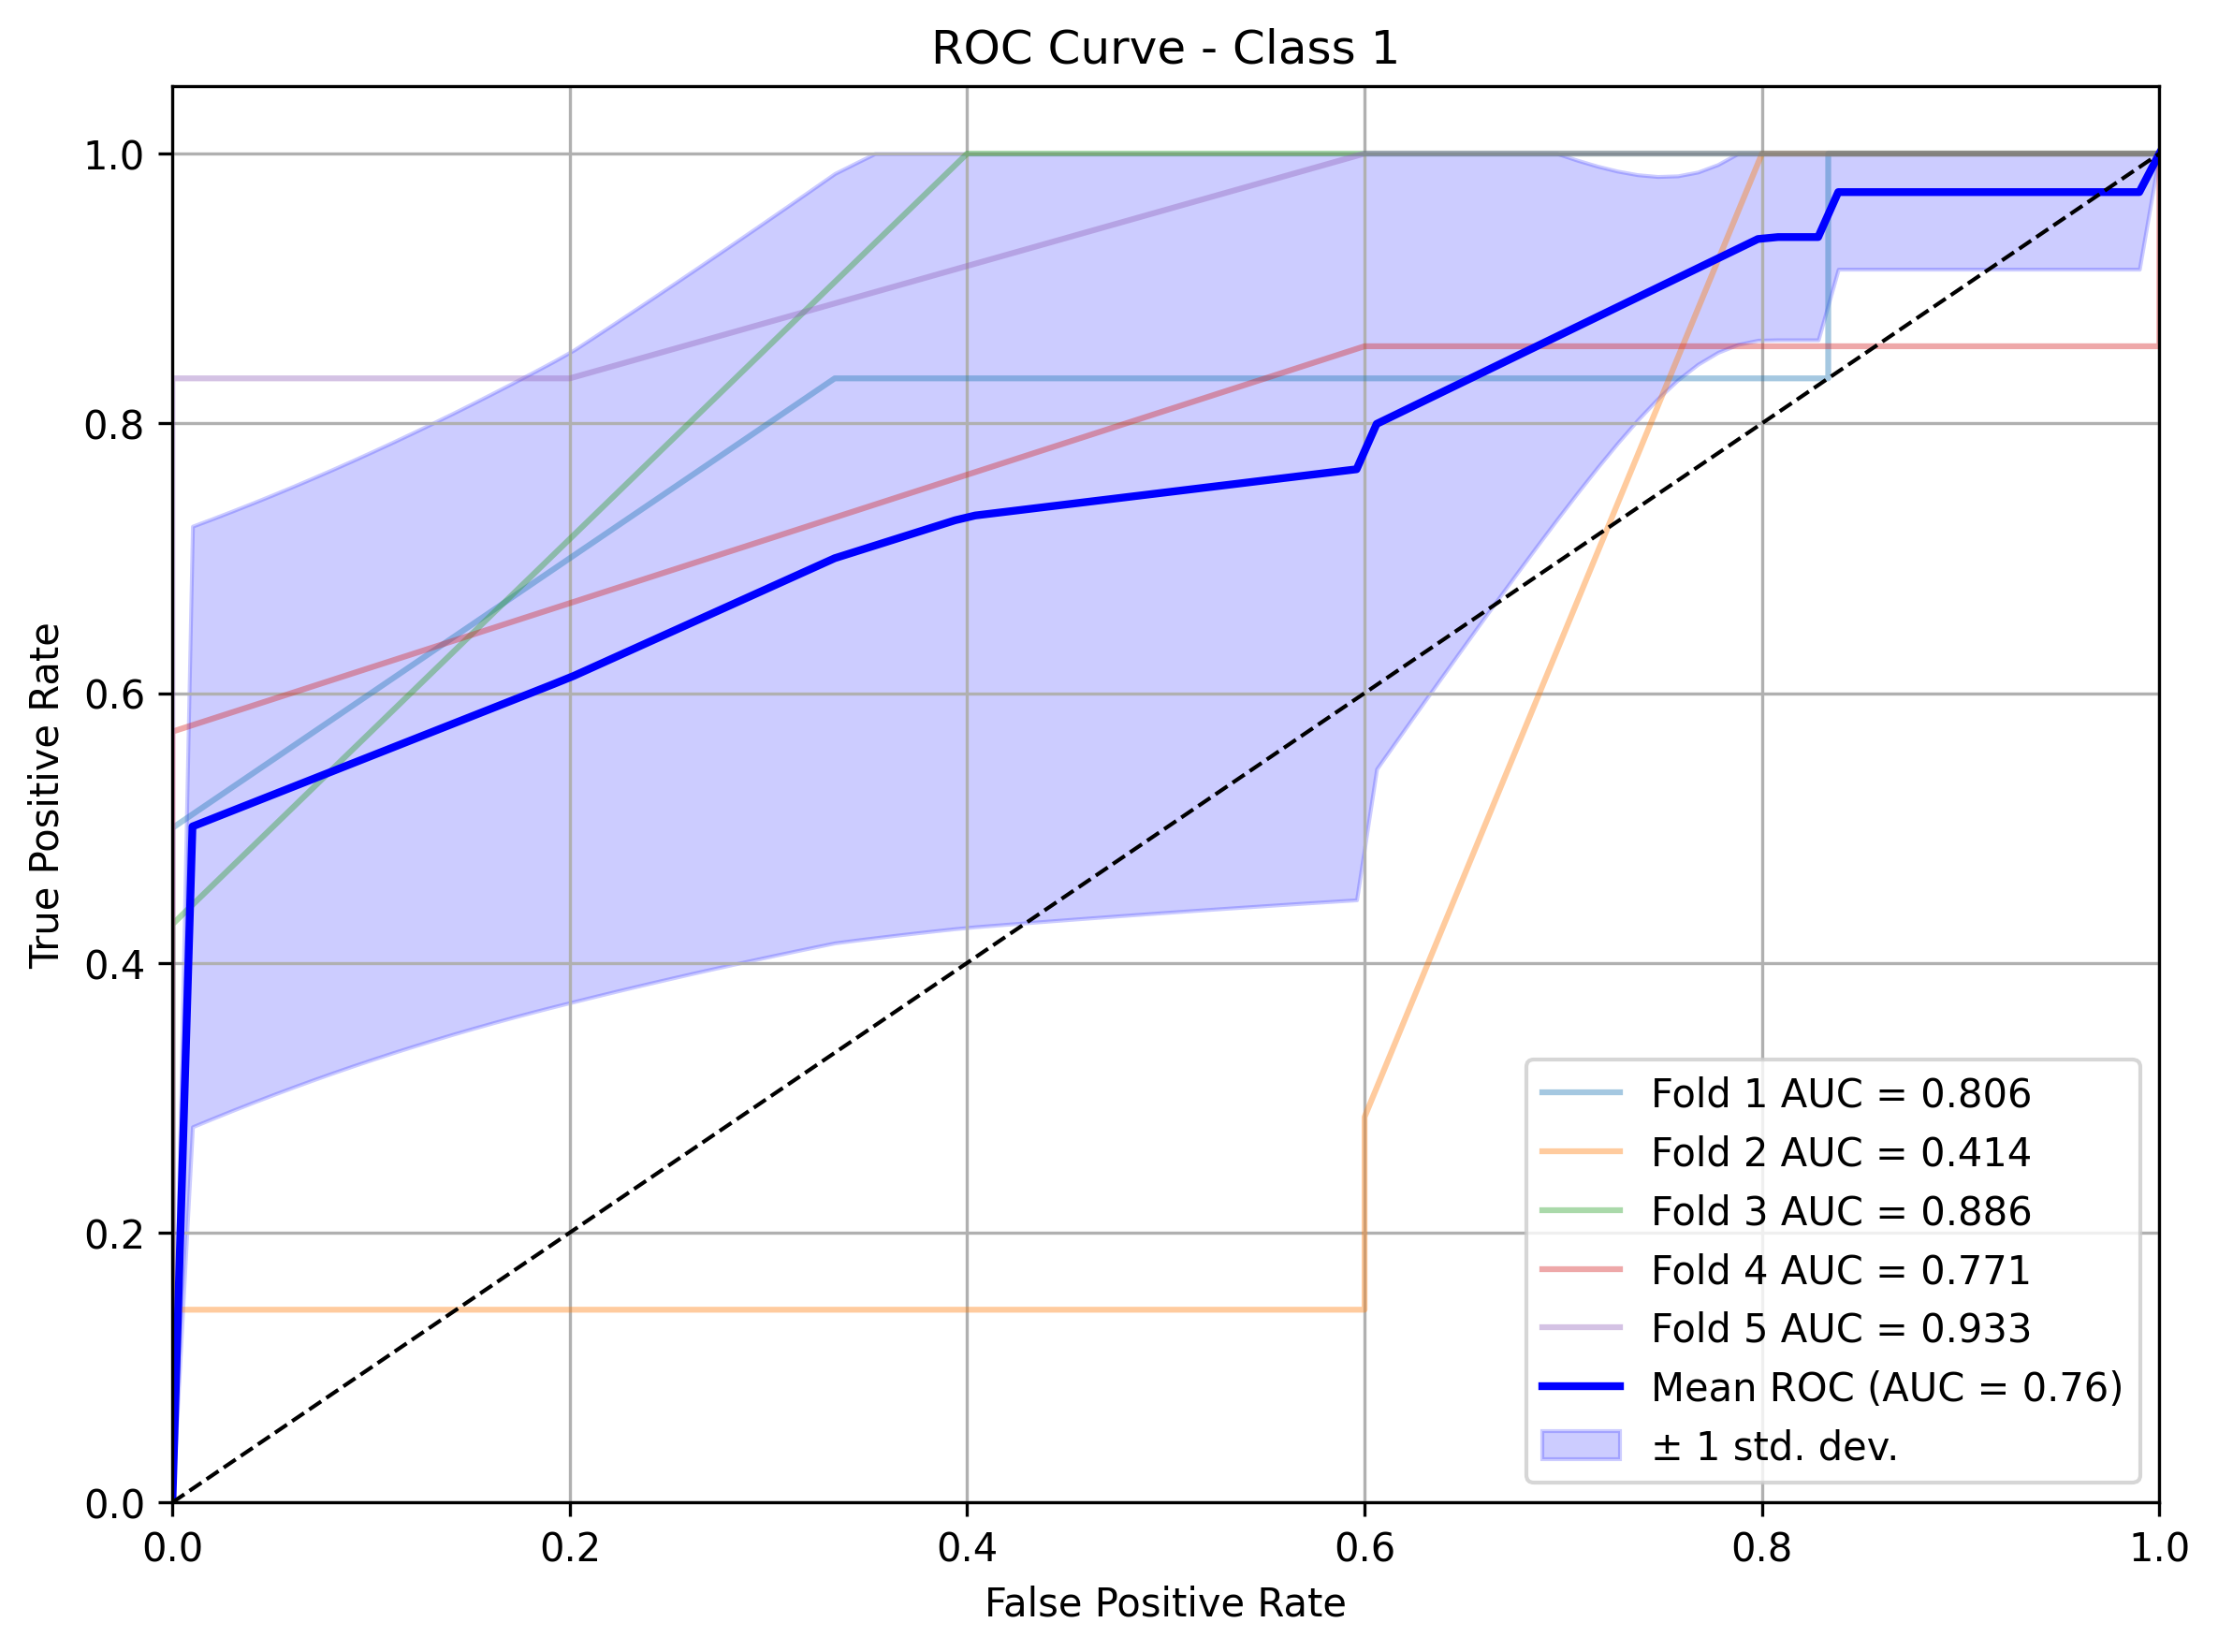 ROC Curve - Class 1
True Positive Rate
1.0
0.8
0.6
0.4
0.2
0.0
0.0 0.2 0.4 0.6 0.8 1.0
False Positive Rate
Fold 1 AUC = 0.806
Fold 2 AUC = 0.414
Fold 3 AUC = 0.886
Fold 4 AUC = 0.771
Fold 5 AUC = 0.933
Mean ROC (AUC = 0.76)
± 1 std. dev.